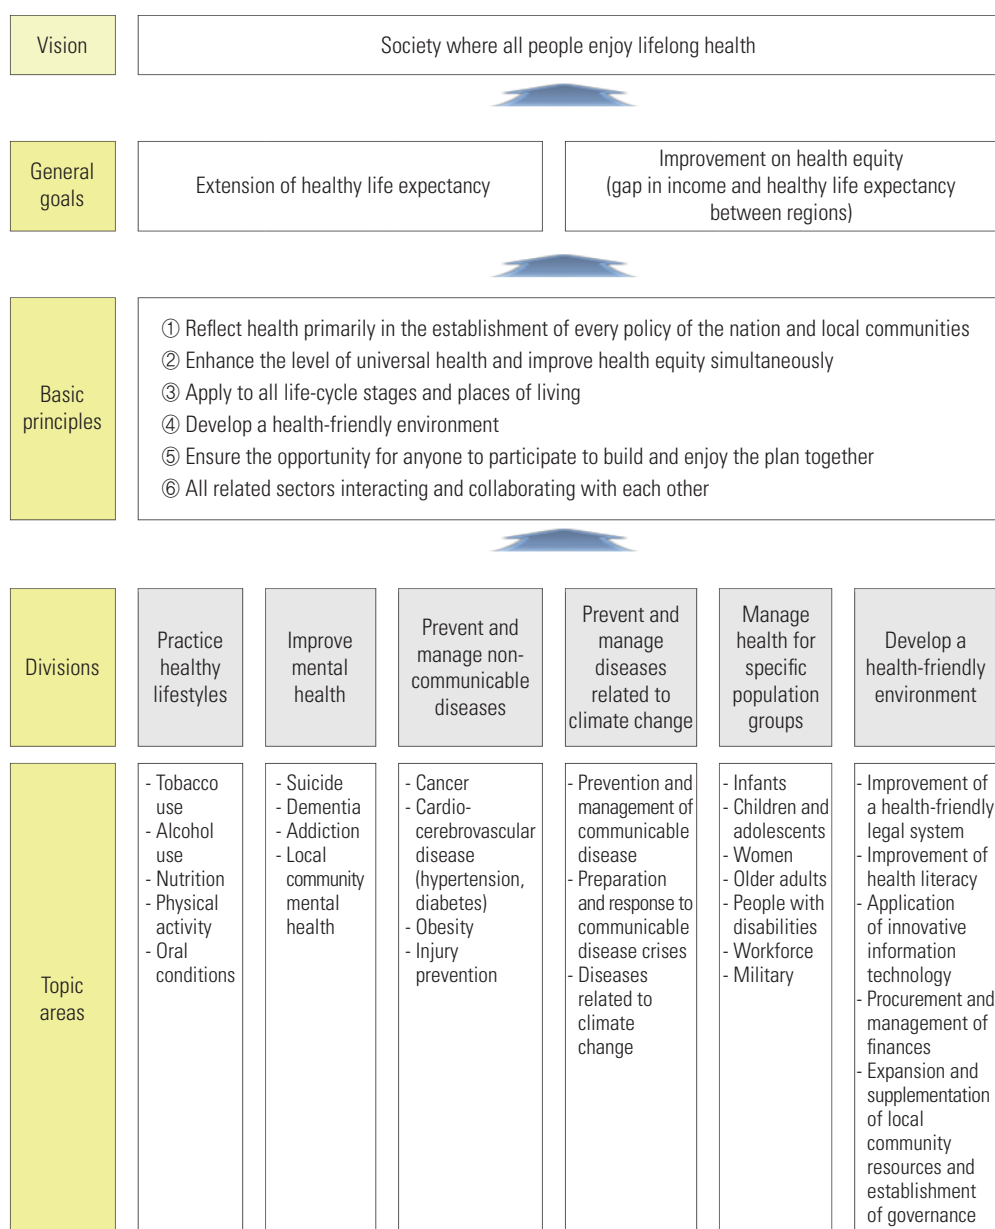 Vision
Society where all people enjoy lifelong health
General
goals
Extension of healthy life expectancy
Improvement on health equity
(gap in income and healthy life expectancy
between regions)
Basic
principles
① Reflect health primarily in the establishment of every policy of the nation and local communities
② Enhance the level of universal health and improve health equity simultaneously
③ Apply to all life-cycle stages and places of living
④ Develop a health-friendly environment
⑤ Ensure the opportunity for anyone to participate to build and enjoy the plan together
⑥ All related sectors interacting and collaborating with each other
Divisions
Practice
healthy
lifestyles
Improve
mental
health
Prevent and
manage non-
communicable
diseases
Prevent and
manage
diseases
related to
climate change
Manage
health for
specific
population
groups
Develop a
health-friendly
environment
Topic
areas
- Tobacco
use
- Alcohol
use
- Nutrition
- Physical
activity
- Oral
conditions
- Suicide
- Dementia
- Addiction
- Local
community
mental
health
- Cancer
- Cardio-
cerebrovascular
disease
(hypertension,
diabetes)
- Obesity
- Injury
prevention
- Prevention and
management of
communicable
disease
- Preparation
and response to
communicable
disease crises
- Diseases
related to
climate
change
- Infants
- Children and
adolescents
- Women
- Older adults
- People with
disabilities
- Workforce
- Military
- Improvement of
a health-friendly
legal system
- Improvement of
health literacy
- Application
of innovative
information
technology
- Procurement and
management of
finances
- Expansion and
supplementation
of local
community
resources and
establishment
of governance